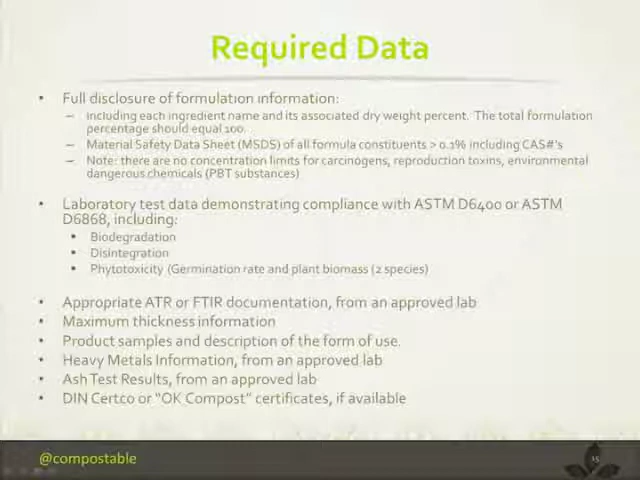 Required Data
• Full disclosure of formulation information:
– including each ingredient name and its associated dry weight percent. The total formulation
percentage should equal 100.
– Material Safety Data Sheet (MSDS) of all formula constituents > 0.1% including CAS#'s
– Note: there are no concentration limits for carcinogens, reproduction toxins, environmental
dangerous chemicals (PBT substances)
• Laboratory test data demonstrating compliance with ASTM D6400 or ASTM
D6868, including:
▪ Biodegradation
▪ Disintegration
▪ Phytotoxicity (Germination rate and plant biomass (2 species)
• Appropriate ATR or FTIR documentation, from an approved lab
• Maximum thickness information
• Product samples and description of the form of use.
• Heavy Metals Information, from an approved lab
• Ash Test Results, from an approved lab
• DIN Certco or "OK Compost" certificates, if available
@compostable
15